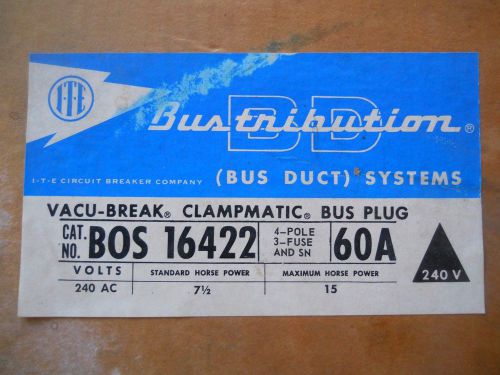 I-T-E
BD
Bustribution®
I-T-E CIRCUIT BREAKER COMPANY
(BUS DUCT) SYSTEMS
VACU-BREAK® CLAMPMATIC® BUS PLUG
CAT. NO. BOS 16422
4-POLE
3-FUSE
AND SN
60A
240 V
VOLTS STANDARD HORSE POWER MAXIMUM HORSE POWER
240 AC 7½ 15